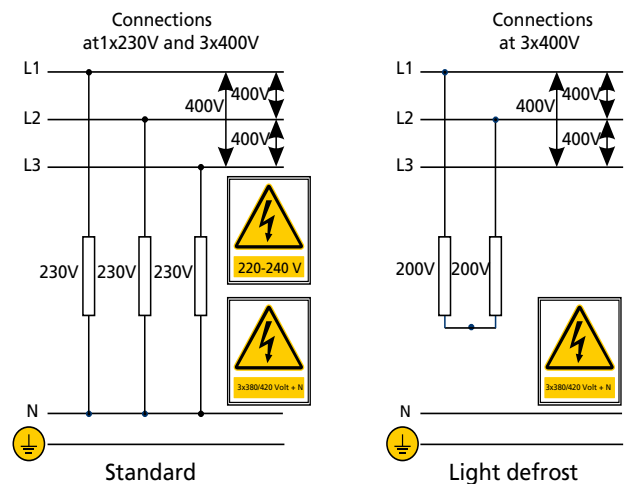 Connections
at1x230V and 3x400V
L1
400V
400V
L2
400V
L3
230V
230V
230V
220-240 V
3x380/420 Volt + N
N
Standard
Connections
at 3x400V
L1
400V
400V
L2
400V
L3
200V
200V
3x380/420 Volt + N
N
Light defrost